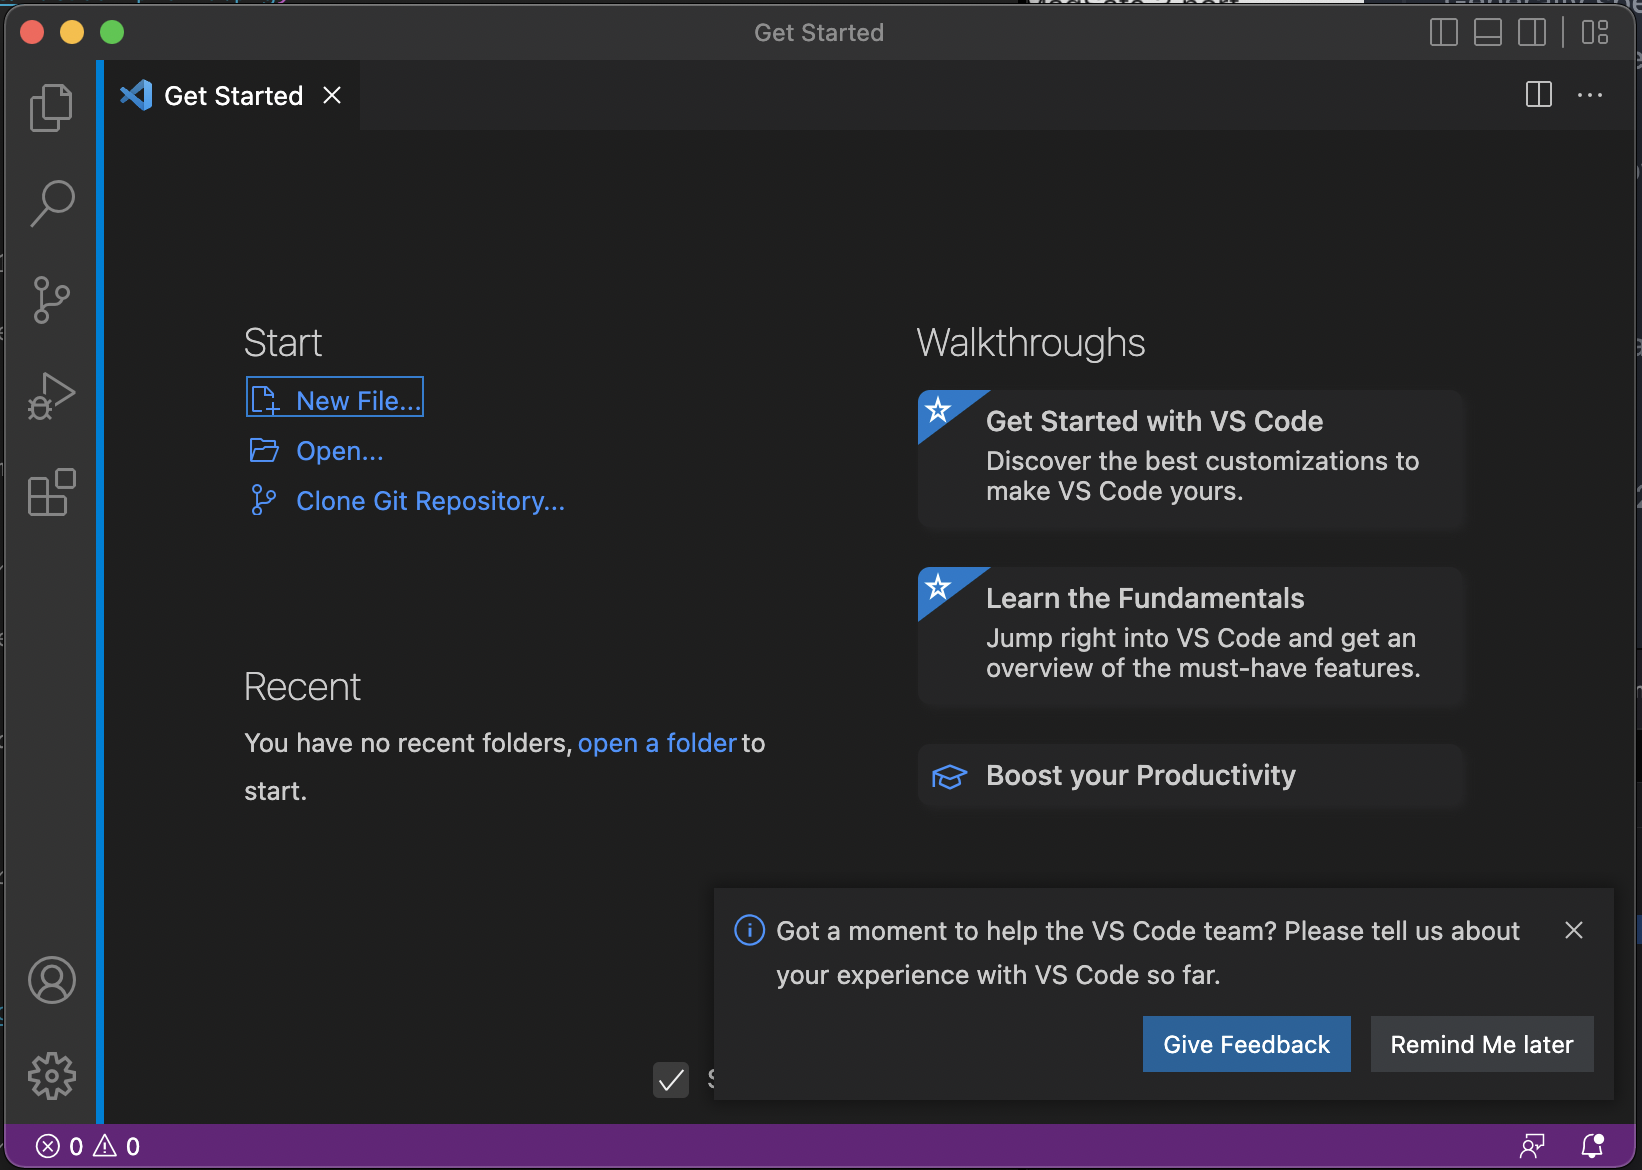 Get Started
Get Started
Start
New File...
Open...
Clone Git Repository...
Recent
You have no recent folders, open a folder to
start.
Walkthroughs
Get Started with VS Code
Discover the best customizations to
make VS Code yours.
Learn the Fundamentals
Jump right into VS Code and get an
overview of the must-have features.
Boost your Productivity
Got a moment to help the VS Code team? Please tell us about
your experience with VS Code so far.
Give Feedback
Remind Me later
0 0